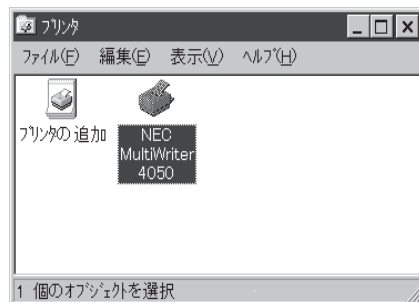 プリンタ
ファイル(F) 編集(E) 表示(V) ヘルプ(H)
プリンタの追加
NEC
MultiWriter
4050
1 個のオブジェクトを選択